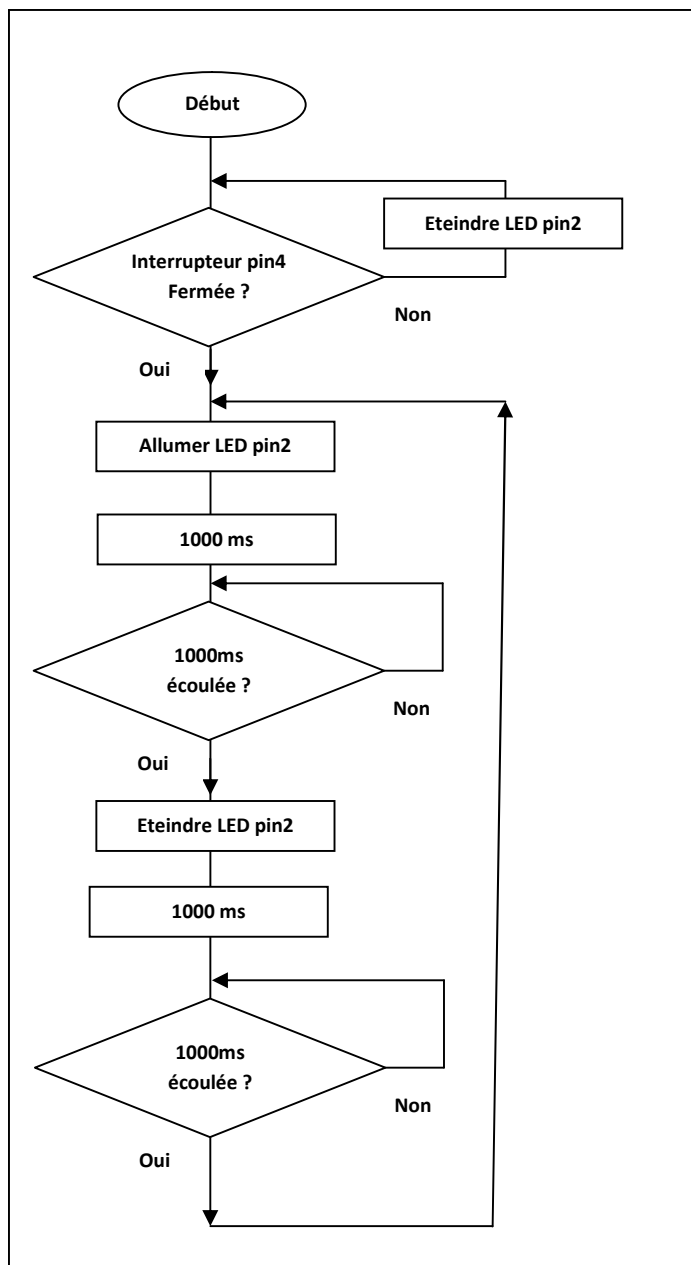 Début
Eteindre LED pin2
Interrupteur pin4
Fermée ?
Non
Oui
Allumer LED pin2
1000 ms
1000ms
écoulée ?
Non
Oui
Eteindre LED pin2
1000 ms
1000ms
écoulée ?
Non
Oui